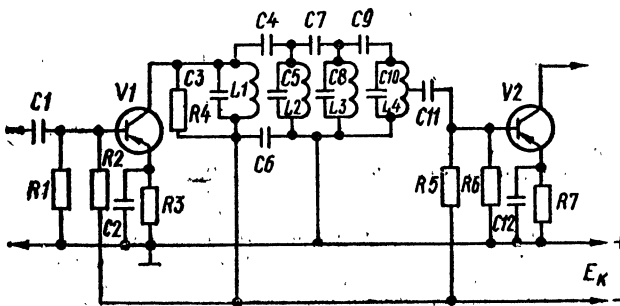 C4 C7 C9
C1 V1 C3 R4 L1 C5 L2 C8 L3 C10 L4 C11 V2
C6
R1 R2 C2 R3 R5 R6 C12 R7
+
Eк
−